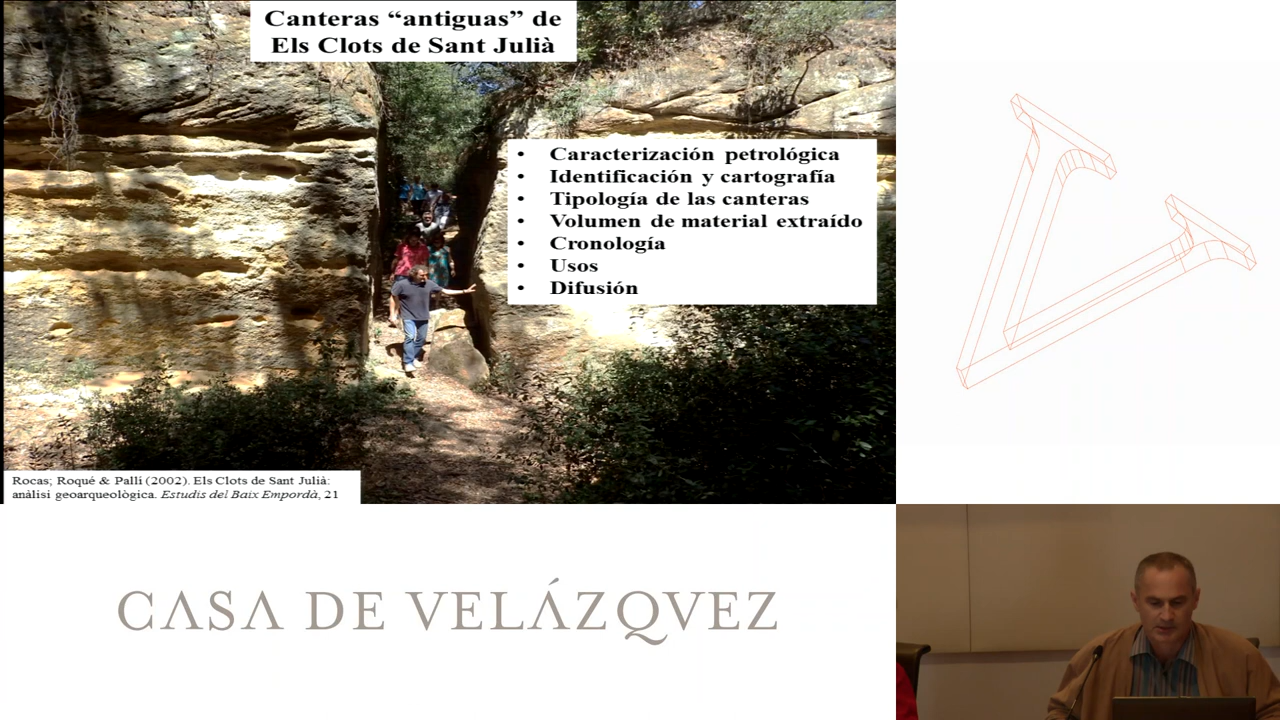 Canteras “antiguas” de
Els Clots de Sant Julià
• Caracterización petrológica
• Identificación y cartografía
• Tipología de las canteras
• Volumen de material extraído
• Cronología
• Usos
• Difusión
Rocas; Roqué & Pallí (2002). Els Clots de Sant Julià:
anàlisi geoarqueològica. Estudis del Baix Empordà, 21
CASA DE VELÁZQVEZ